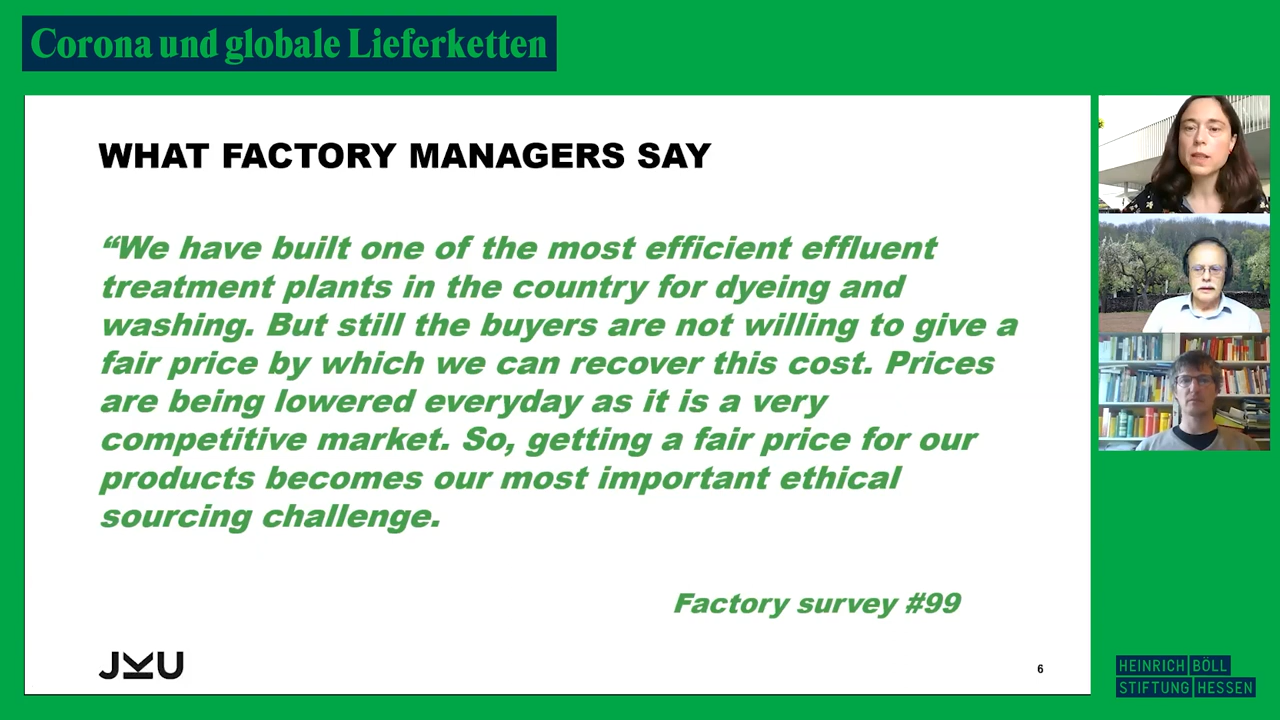 Corona und globale Lieferketten
WHAT FACTORY MANAGERS SAY
“We have built one of the most efficient effluent
treatment plants in the country for dyeing and
washing. But still the buyers are not willing to give a
fair price by which we can recover this cost. Prices
are being lowered everyday as it is a very
competitive market. So, getting a fair price for our
products becomes our most important ethical
sourcing challenge.
Factory survey #99
JKU
6
HEINRICH BÖLL
STIFTUNG HESSEN